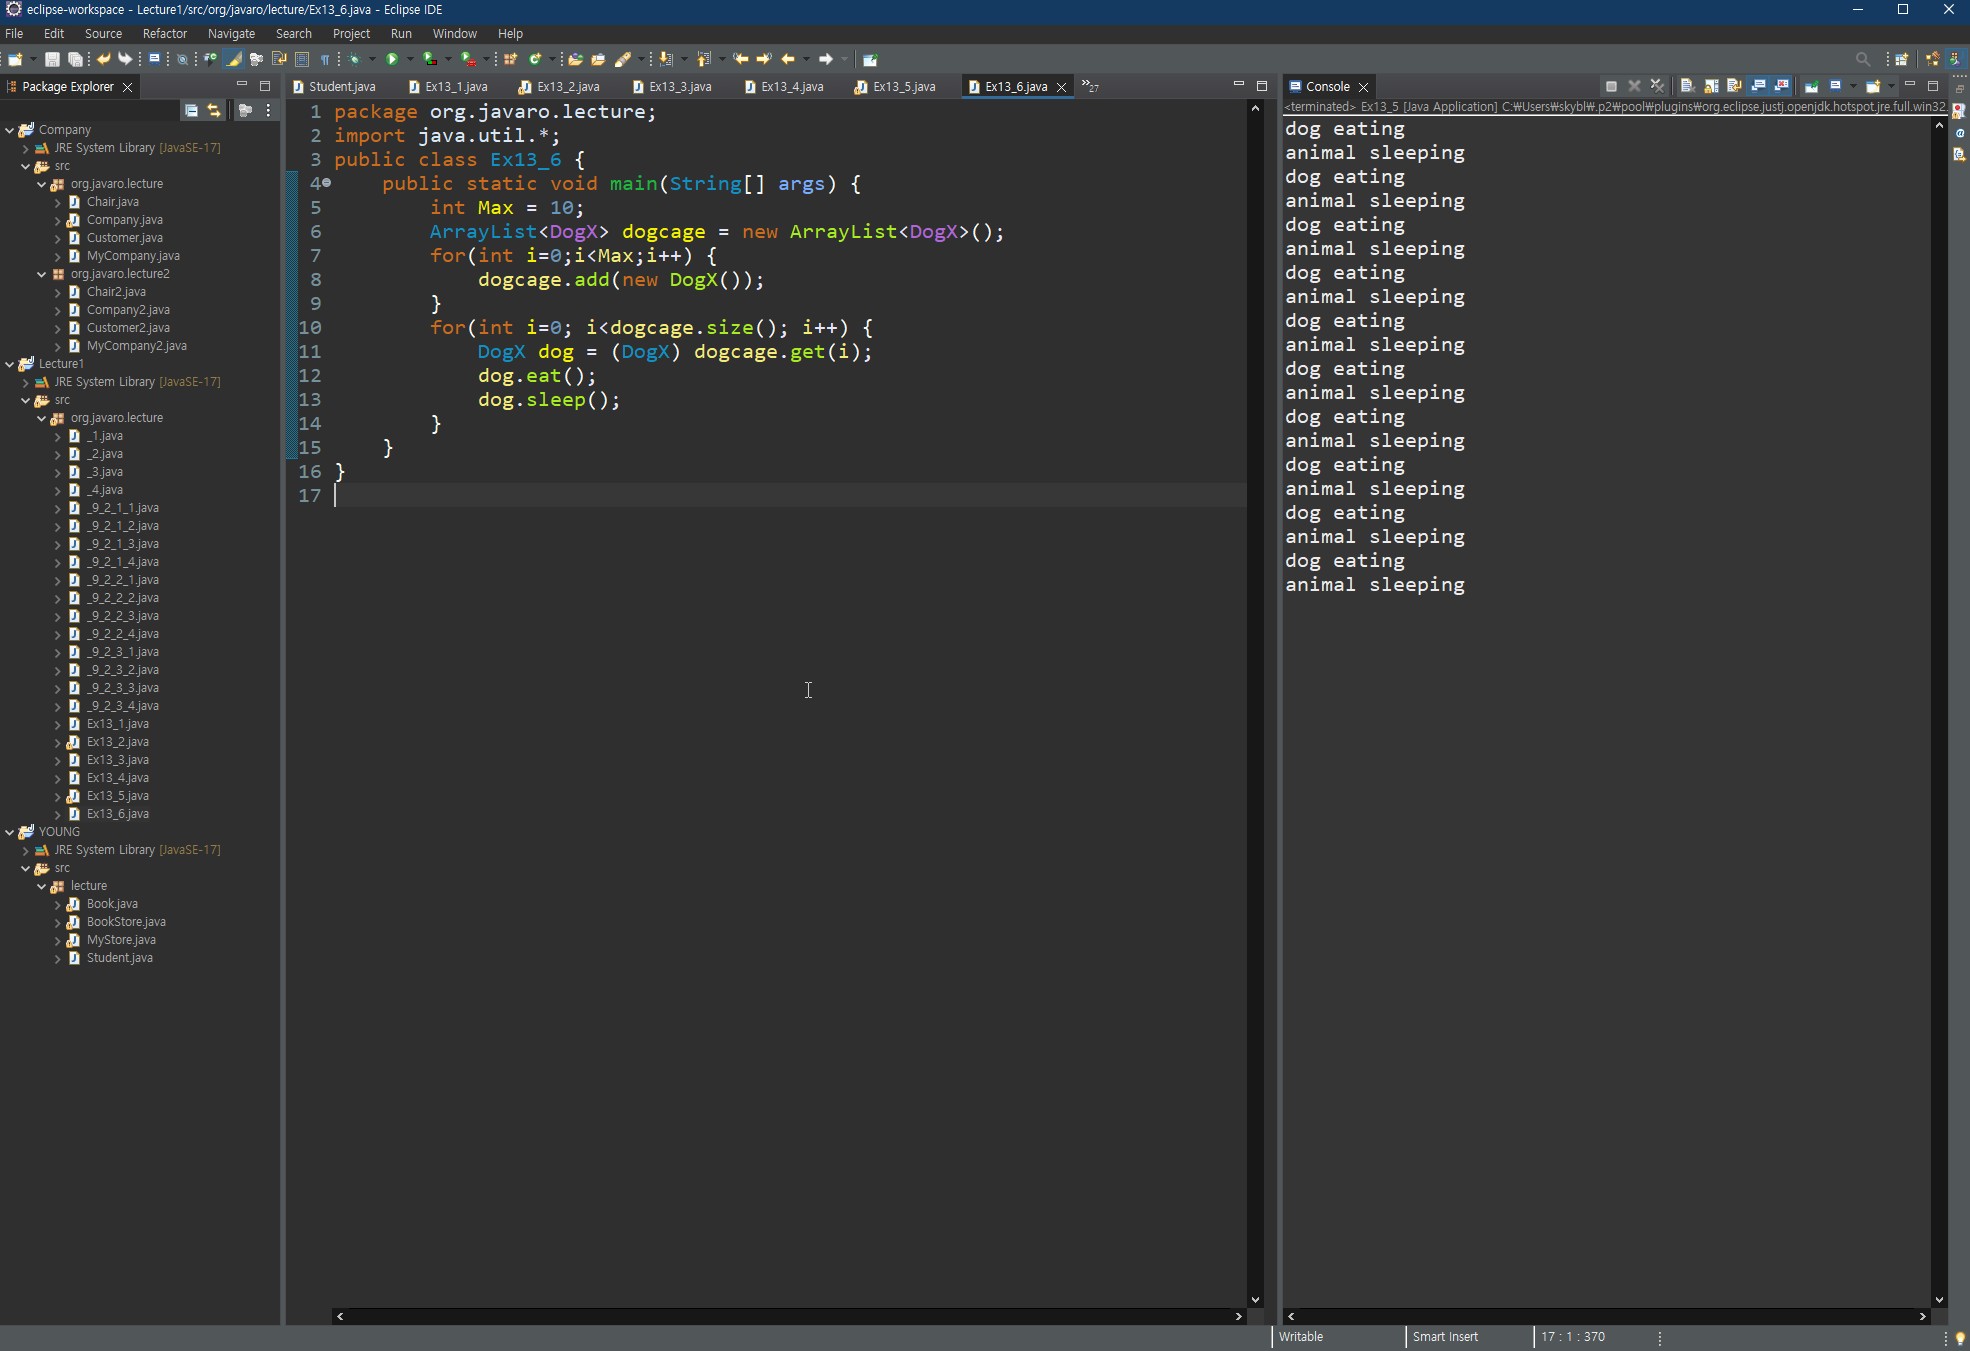 eclipse-workspace - Lecture1/src/org/javaro/lecture/Ex13_6.java - Eclipse IDE
File Edit Source Refactor Navigate Search Project Run Window Help
Package Explorer
Company
JRE System Library [JavaSE-17]
src
org.javaro.lecture
Chair.java
Company.java
Customer.java
MyCompany.java
org.javaro.lecture2
Chair2.java
Company2.java
Customer2.java
MyCompany2.java
Lecture1
JRE System Library [JavaSE-17]
src
org.javaro.lecture
_1.java
_2.java
_3.java
_4.java
_9_2_1_1.java
_9_2_1_2.java
_9_2_1_3.java
_9_2_1_4.java
_9_2_2_1.java
_9_2_2_2.java
_9_2_2_3.java
_9_2_2_4.java
_9_2_3_1.java
_9_2_3_2.java
_9_2_3_3.java
_9_2_3_4.java
Ex13_1.java
Ex13_2.java
Ex13_3.java
Ex13_4.java
Ex13_5.java
Ex13_6.java
YOUNG
JRE System Library [JavaSE-17]
src
lecture
Book.java
BookStore.java
MyStore.java
Student.java
Student.java Ex13_1.java Ex13_2.java Ex13_3.java Ex13_4.java Ex13_5.java Ex13_6.java »27
1 package org.javaro.lecture;
2 import java.util.*;
3 public class Ex13_6 {
4     public static void main(String[] args) {
5         int Max = 10;
6         ArrayList<DogX> dogcage = new ArrayList<DogX>();
7         for(int i=0;i<Max;i++) {
8             dogcage.add(new DogX());
9         }
10         for(int i=0; i<dogcage.size(); i++) {
11             DogX dog = (DogX) dogcage.get(i);
12             dog.eat();
13             dog.sleep();
14         }
15     }
16 }
17
Console
<terminated> Ex13_5 [Java Application] C:₩Users₩skybl₩.p2₩pool₩plugins₩org.eclipse.justj.openjdk.hotspot.jre.full.win32
dog eating
animal sleeping
dog eating
animal sleeping
dog eating
animal sleeping
dog eating
animal sleeping
dog eating
animal sleeping
dog eating
animal sleeping
dog eating
animal sleeping
dog eating
animal sleeping
dog eating
animal sleeping
dog eating
animal sleeping
Writable Smart Insert 17 : 1 : 370